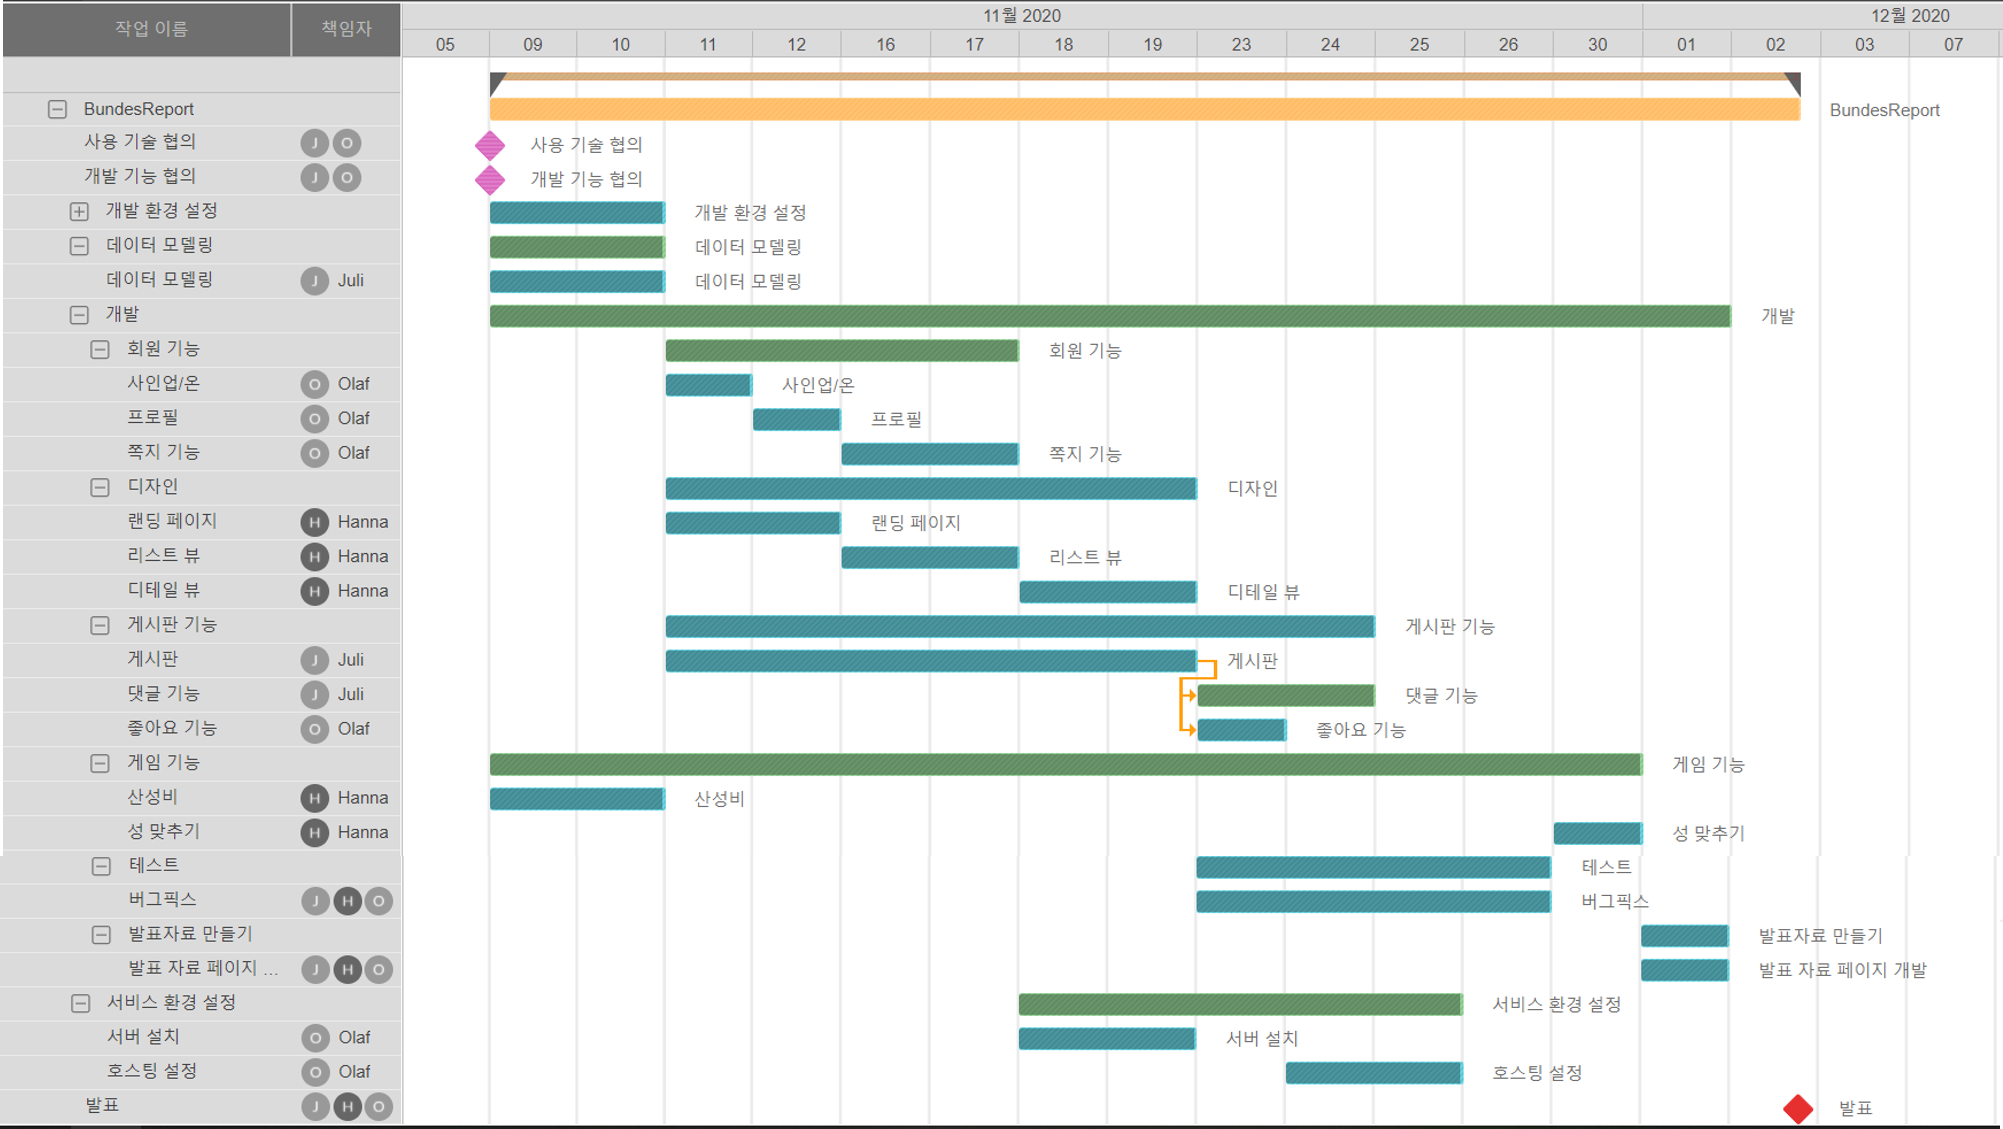 작업 이름 책임자 11월 2020 12월 2020
05 09 10 11 12 16 17 18 19 23 24 25 26 30 01 02 03 07
BundesReport BundesReport
사용 기술 협의 J O 사용 기술 협의
개발 기능 협의 J O 개발 기능 협의
개발 환경 설정 개발 환경 설정
데이터 모델링 데이터 모델링
데이터 모델링 J Juli 데이터 모델링
개발 개발
회원 기능 회원 기능
사인업/온 O Olaf 사인업/온
프로필 O Olaf 프로필
쪽지 기능 O Olaf 쪽지 기능
디자인 디자인
랜딩 페이지 H Hanna 랜딩 페이지
리스트 뷰 H Hanna 리스트 뷰
디테일 뷰 H Hanna 디테일 뷰
게시판 기능 게시판 기능
게시판 J Juli 게시판
댓글 기능 J Juli 댓글 기능
좋아요 기능 O Olaf 좋아요 기능
게임 기능 게임 기능
산성비 H Hanna 산성비
성 맞추기 H Hanna 성 맞추기
테스트 테스트
버그픽스 J H O 버그픽스
발표자료 만들기 발표자료 만들기
발표 자료 페이지 ... J H O 발표 자료 페이지 개발
서비스 환경 설정 서비스 환경 설정
서버 설치 O Olaf 서버 설치
호스팅 설정 O Olaf 호스팅 설정
발표 J H O 발표